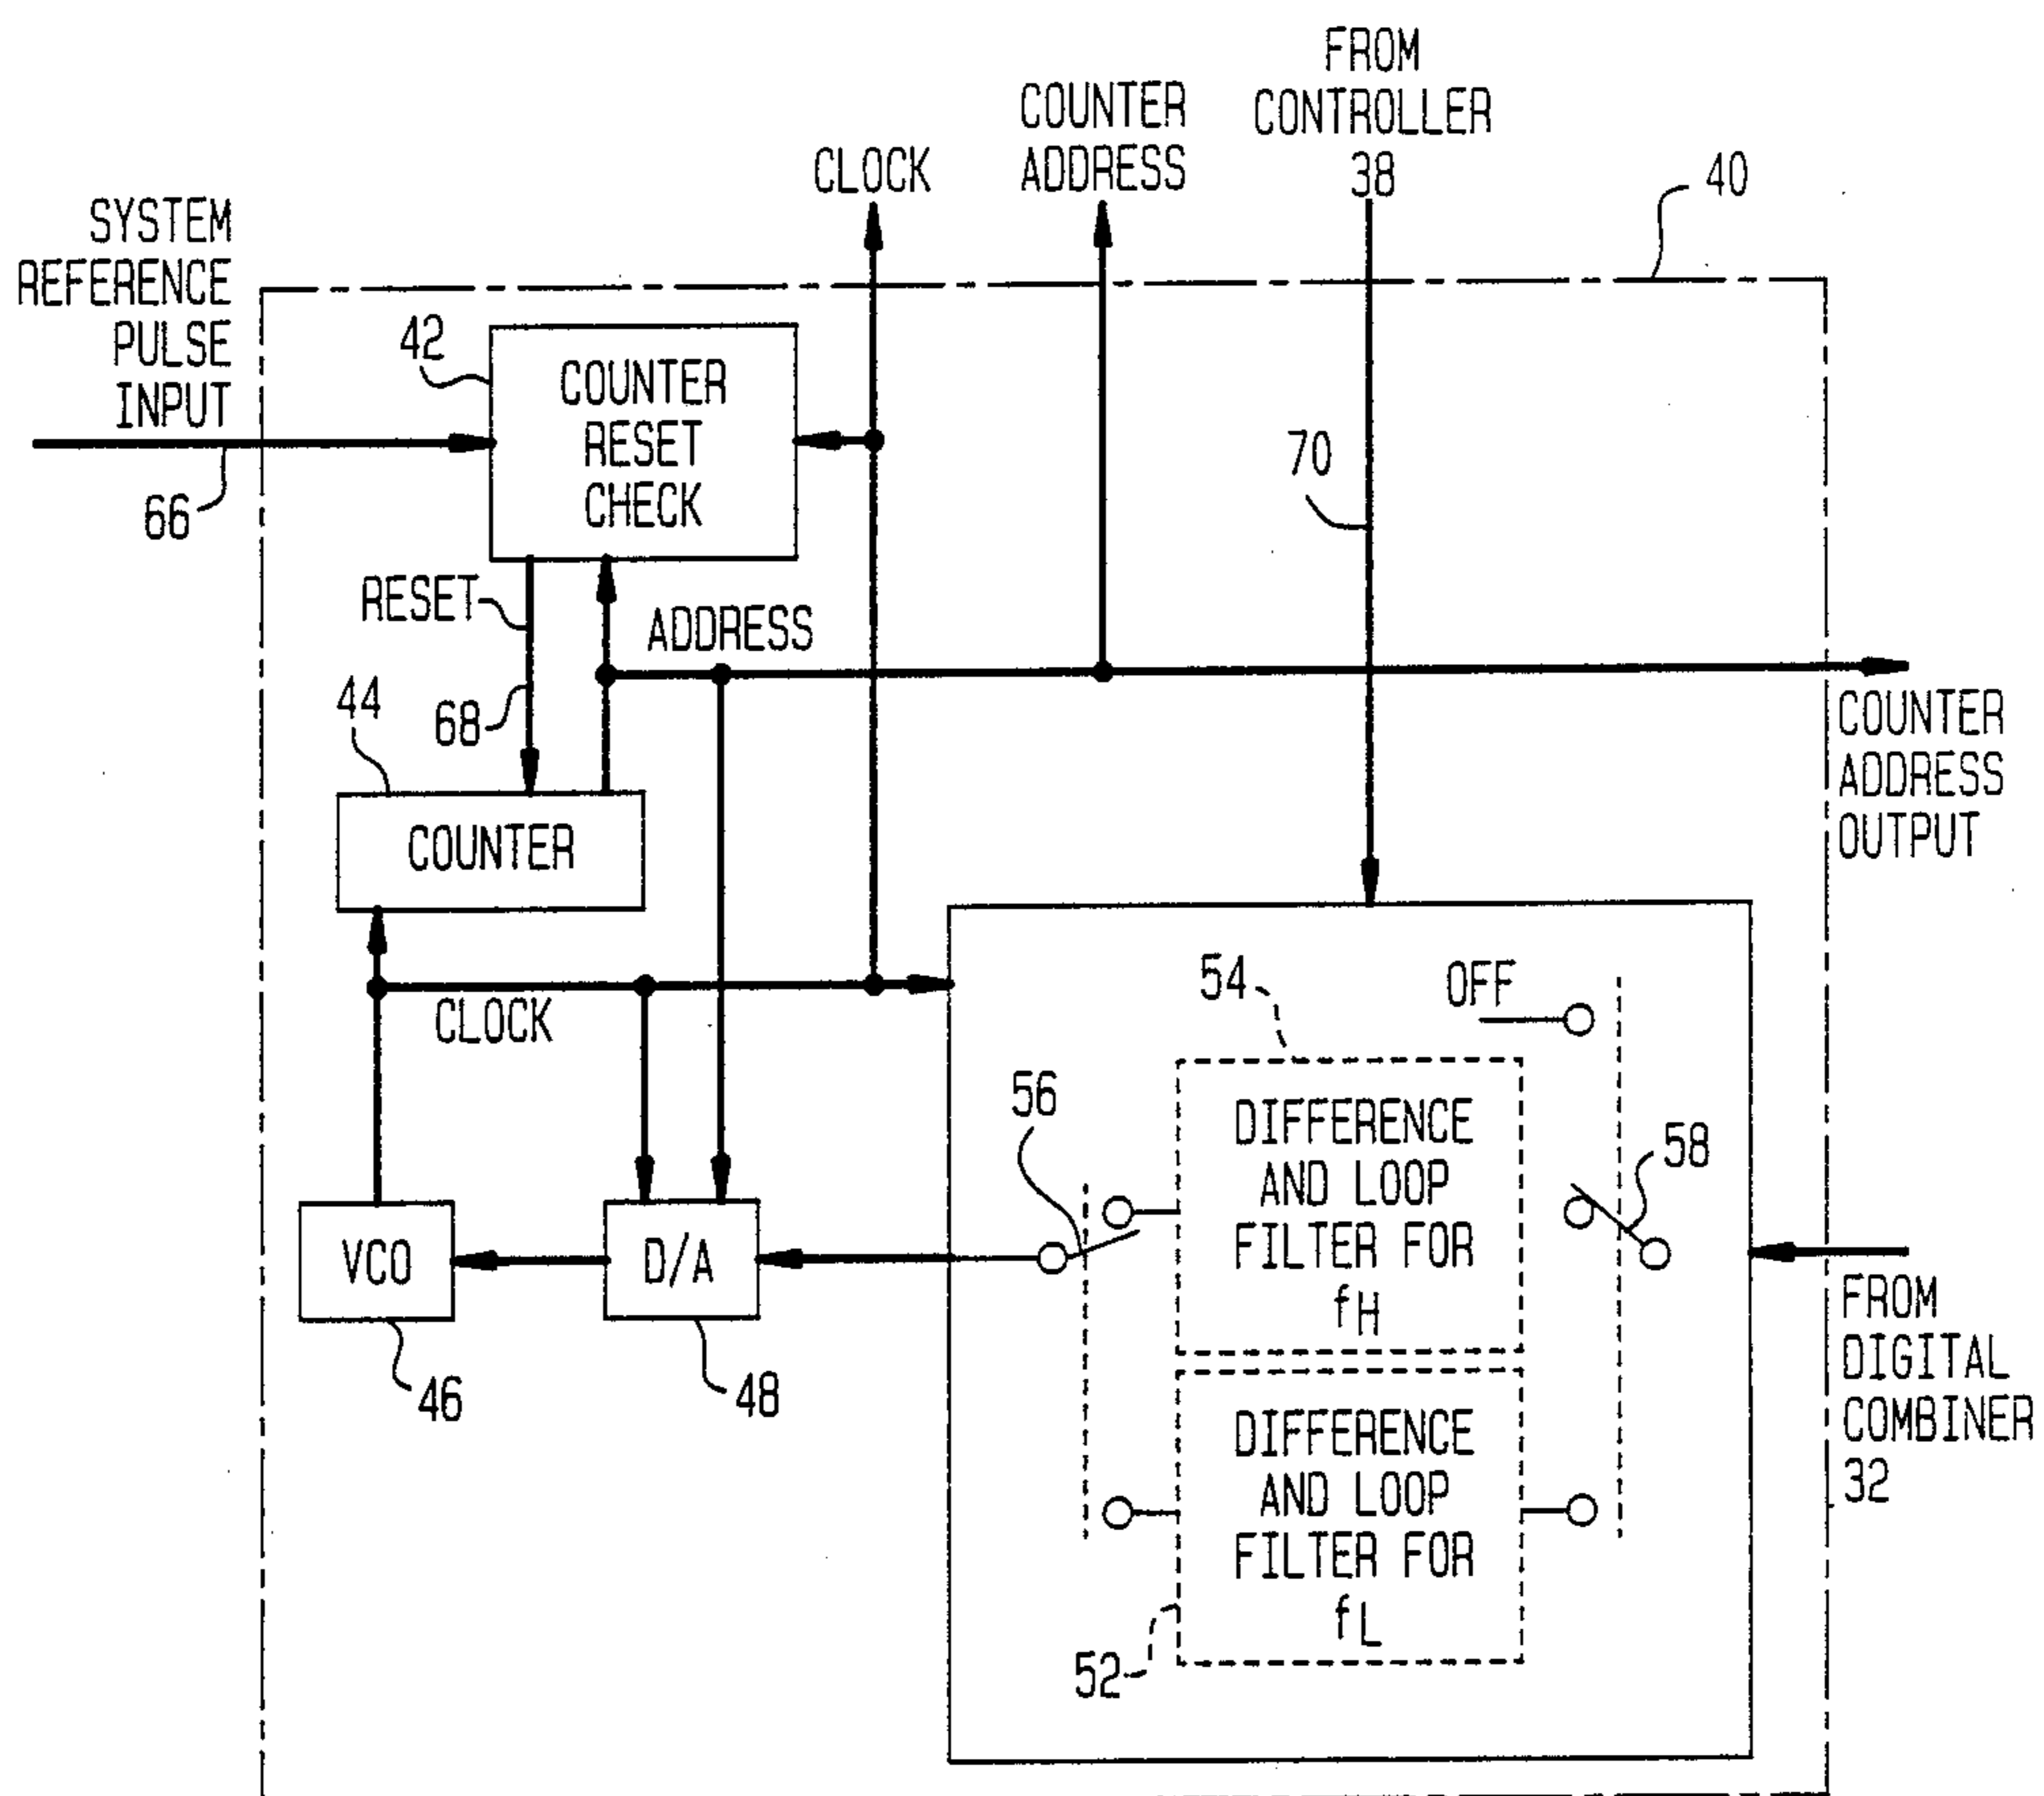 FROM
CONTROLLER
38
COUNTER
ADDRESS
CLOCK
40
SYSTEM
REFERENCE
PULSE
INPUT
66
42
COUNTER
RESET
CHECK
70
RESET
68
ADDRESS
44
COUNTER
COUNTER
ADDRESS
OUTPUT
CLOCK
54
OFF
56
DIFFERENCE
AND LOOP
FILTER FOR
fH
58
VCO
46
D/A
48
FROM
DIGITAL
COMBINER
32
DIFFERENCE
AND LOOP
FILTER FOR
fL
52